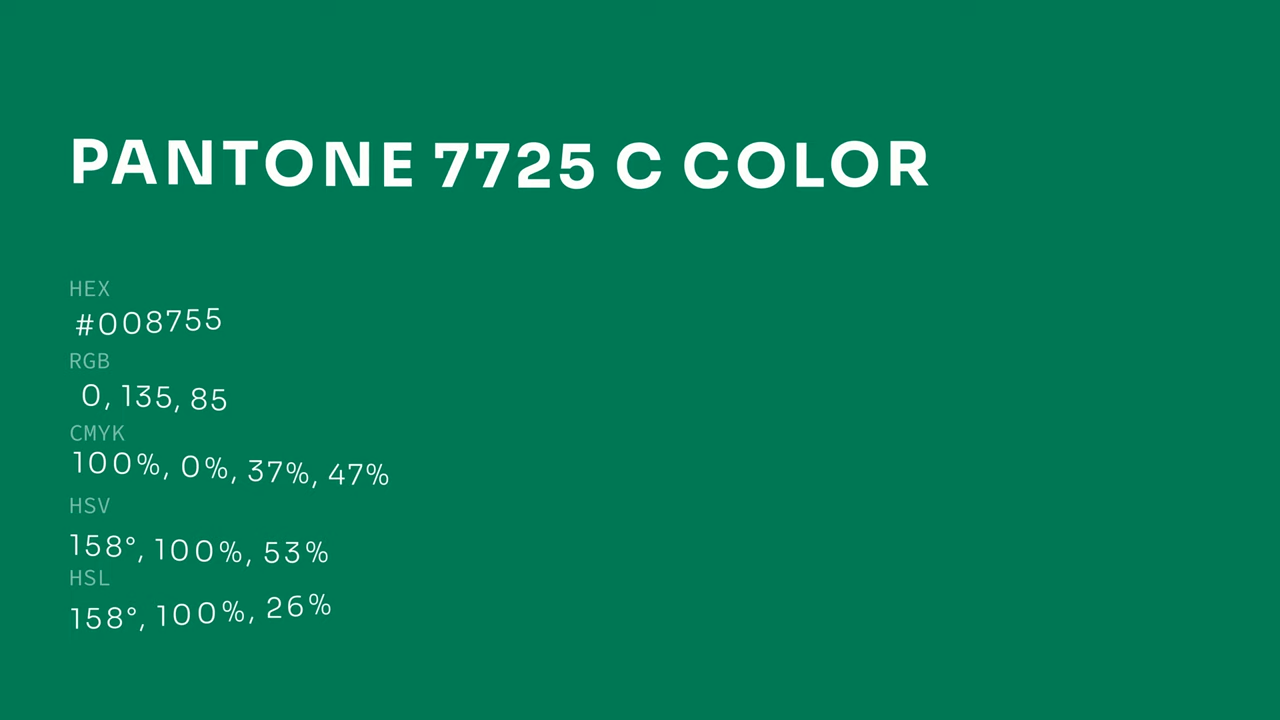 PANTONE 7725 C COLOR
HEX
#008755
RGB
0, 135, 85
CMYK
100%, 0%, 37%, 47%
HSV
158°, 100%, 53%
HSL
158°, 100%, 26%